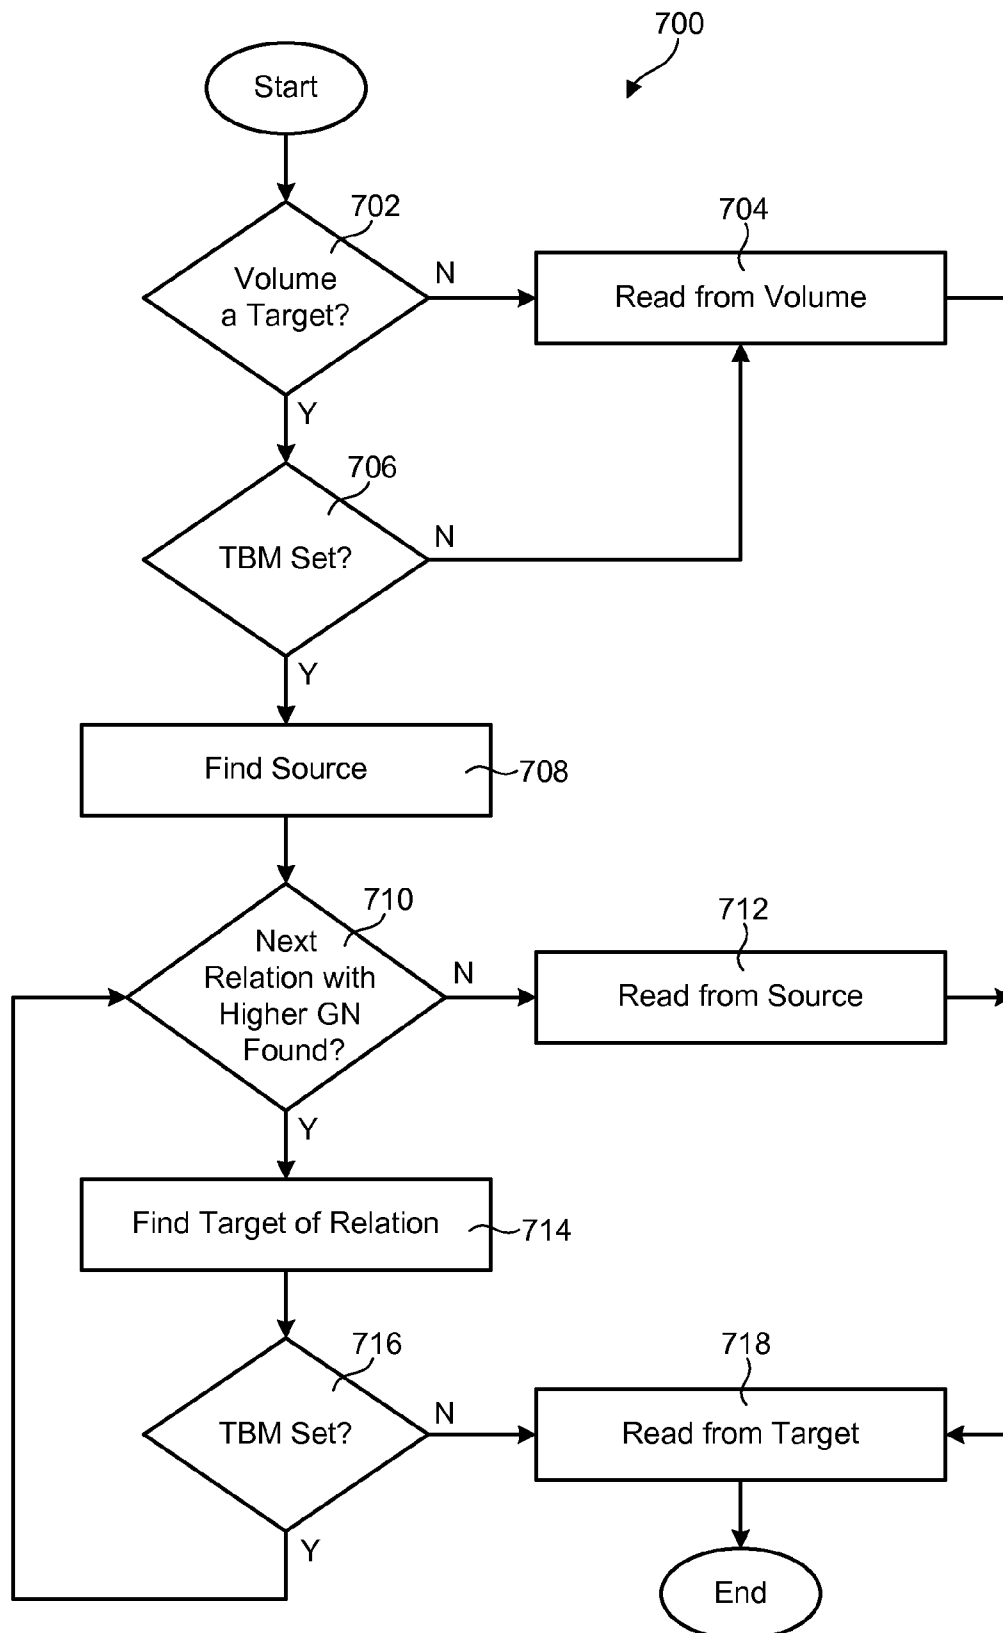 700
Start
702
Volume
a Target?
N
704
Read from Volume
Y
706
TBM Set?
N
Y
Find Source
708
710
Next
Relation with
Higher GN
Found?
N
712
Read from Source
Y
Find Target of Relation
714
716
TBM Set?
N
718
Read from Target
Y
End